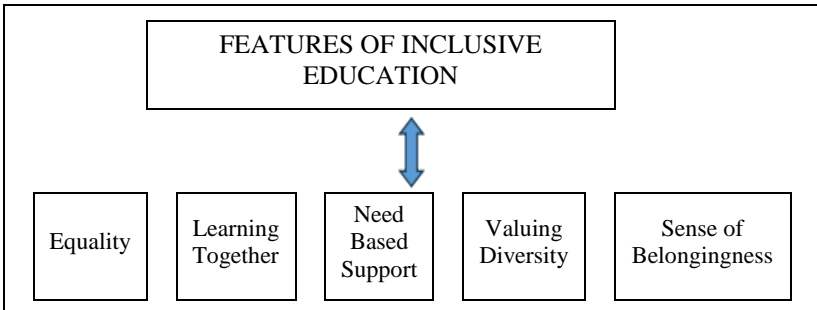 FEATURES OF INCLUSIVE
EDUCATION
Equality
Learning
Together
Need
Based
Support
Valuing
Diversity
Sense of
Belongingness